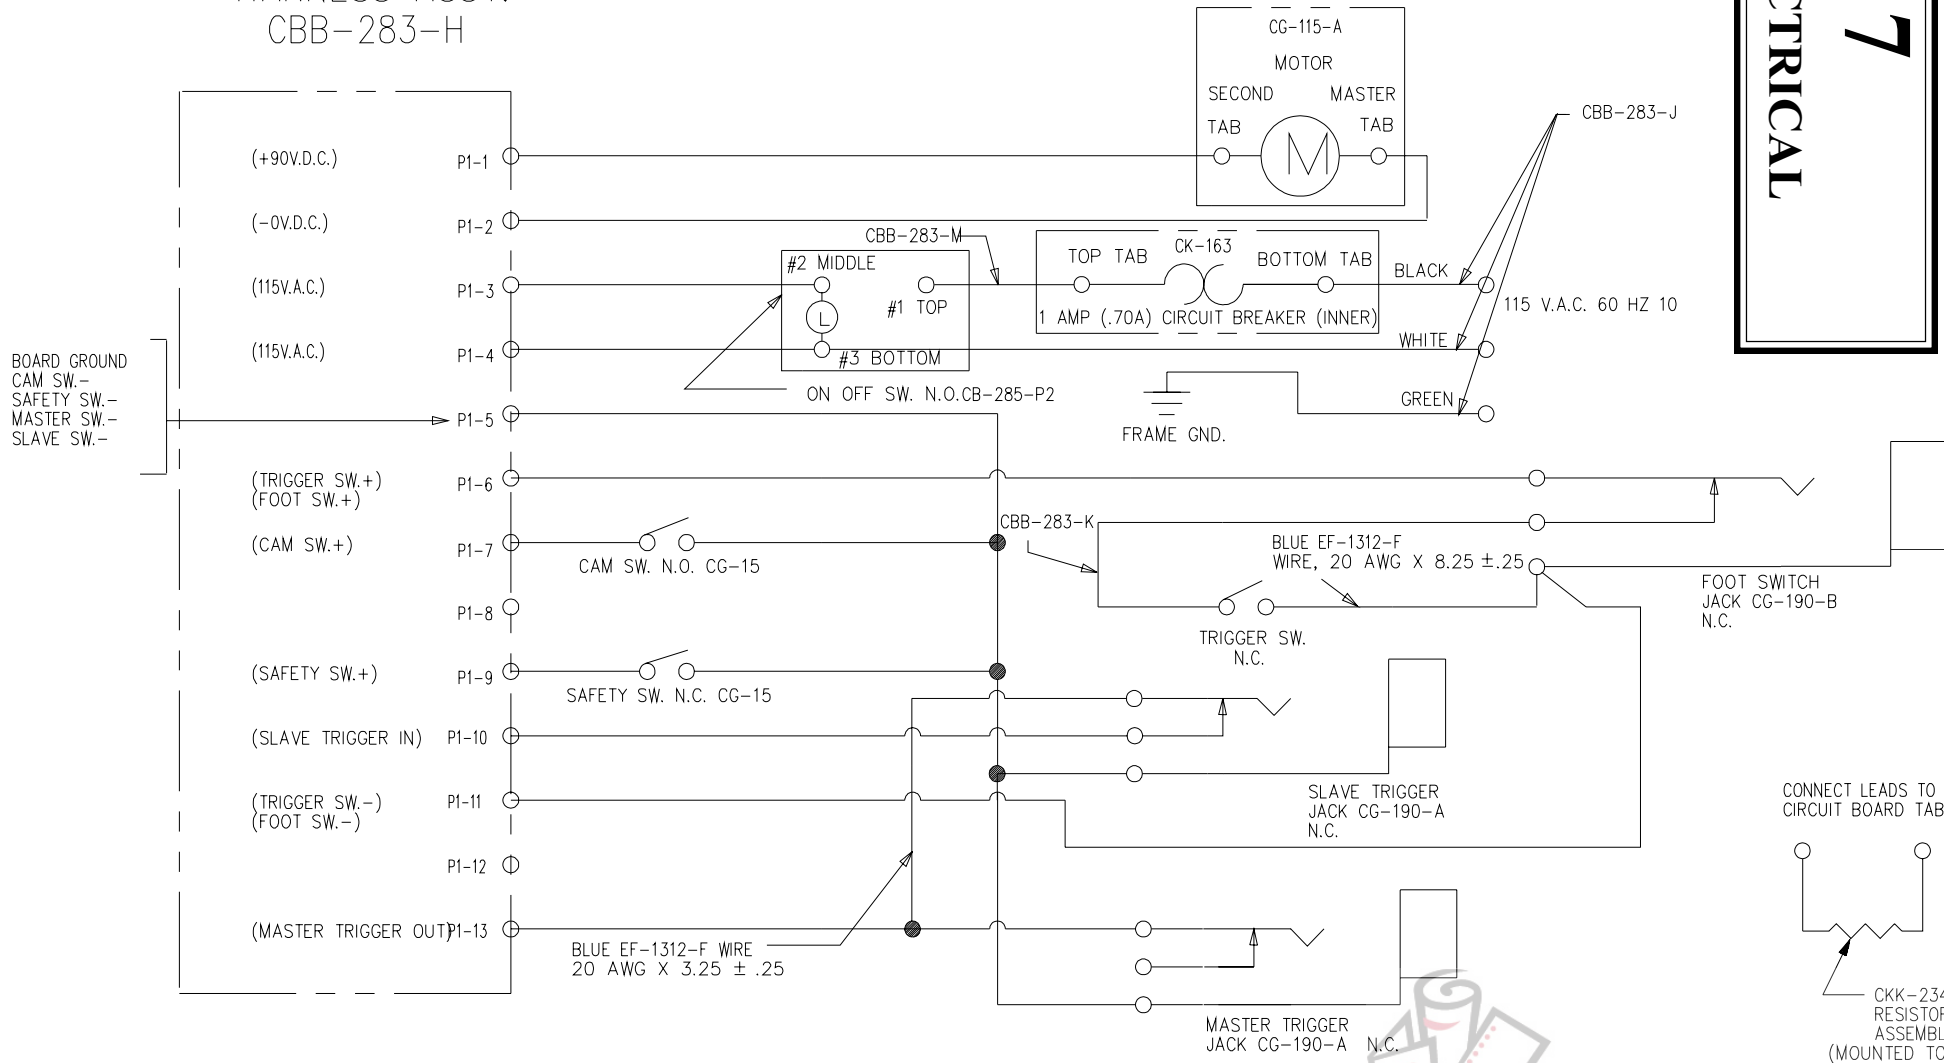 CBB-283-H
7
CTRICAL
CG-115-A
MOTOR
SECOND TAB
MASTER TAB
CBB-283-J
(+90V.D.C.) P1-1
(-0V.D.C.) P1-2
CBB-283-M
#2 MIDDLE
#1 TOP
#3 BOTTOM
TOP TAB
CK-163
BOTTOM TAB
1 AMP (.70A) CIRCUIT BREAKER (INNER)
BLACK
115 V.A.C. 60 HZ 10
WHITE
(115V.A.C.) P1-3
(115V.A.C.) P1-4
ON OFF SW. N.O.CB-285-P2
GREEN
FRAME GND.
BOARD GROUND
CAM SW.-
SAFETY SW.-
MASTER SW.-
SLAVE SW.-
P1-5
(TRIGGER SW.+) P1-6
(FOOT SW.+)
(CAM SW.+) P1-7
CAM SW. N.O. CG-15
CBB-283-K
BLUE EF-1312-F
WIRE, 20 AWG X 8.25 ±.25
FOOT SWITCH
JACK CG-190-B
N.C.
P1-8
TRIGGER SW.
N.C.
(SAFETY SW.+) P1-9
SAFETY SW. N.C. CG-15
(SLAVE TRIGGER IN) P1-10
SLAVE TRIGGER
JACK CG-190-A
N.C.
(TRIGGER SW.-) P1-11
(FOOT SW.-)
CONNECT LEADS TO
CIRCUIT BOARD TAB
P1-12
(MASTER TRIGGER OUT) P1-13
BLUE EF-1312-F WIRE
20 AWG X 3.25 ± .25
MASTER TRIGGER
JACK CG-190-A N.C.
CKK-234
RESISTOR
ASSEMBL
(MOUNTED TO
M
L